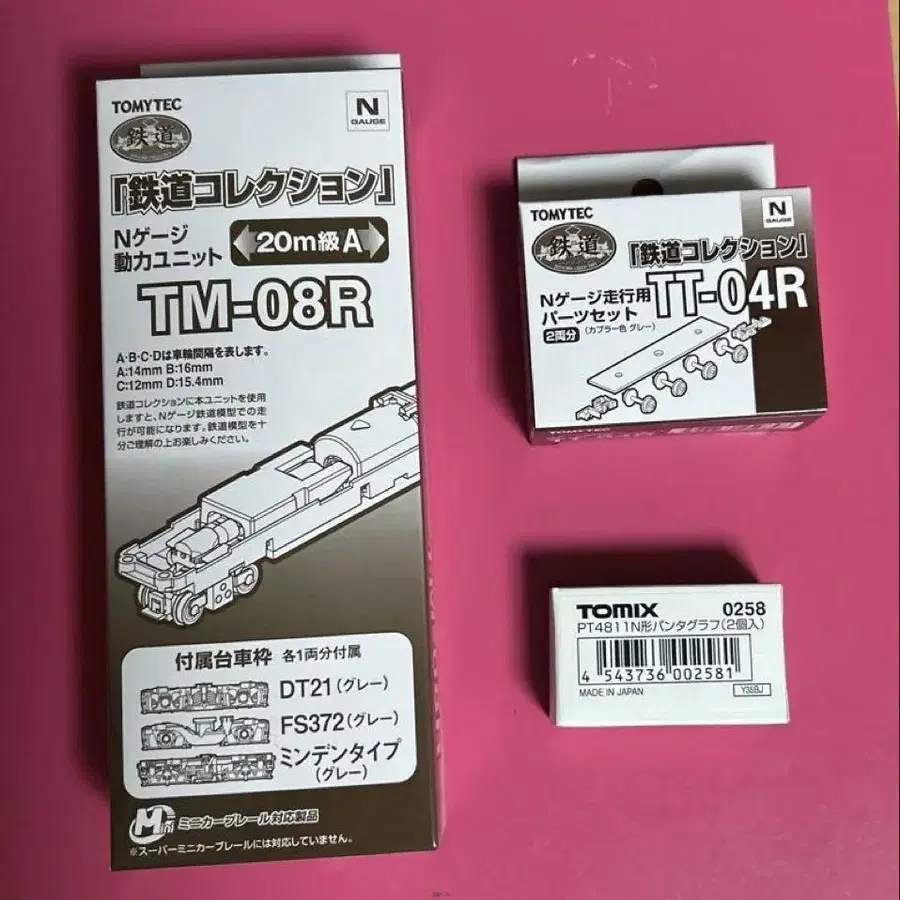 TOMYTEC
鉄道
N
GAUGE
「鉄道コレクション」
Nゲージ
動力ユニット
20m級A
TM-08R
A・B・C・Dは車輪間隔を表します。
A:14mm B:16mm
C:12mm D:15.4mm
鉄道コレクションに本ユニットを使用
しますと、Nゲージ鉄道模型での走
行が可能になります。鉄道模型を十
分ご理解の上お楽しみください。
付属台車枠 各1両分付属
DT21(グレー)
FS372(グレー)
ミンデンタイプ
(グレー)
Mini ミニカーブレール対応製品
※スーパーミニカーブレールには対応していません。
TOMYTEC
鉄道
N
GAUGE
「鉄道コレクション」
Nゲージ走行用
パーツセット
TT-04R
2両分
(カプラー色 グレー)
TOMYTEC
TOMIX 0258
PT4811N形パンタグラフ(2個入)
4 543736 002581
MADE IN JAPAN
Y35BJ